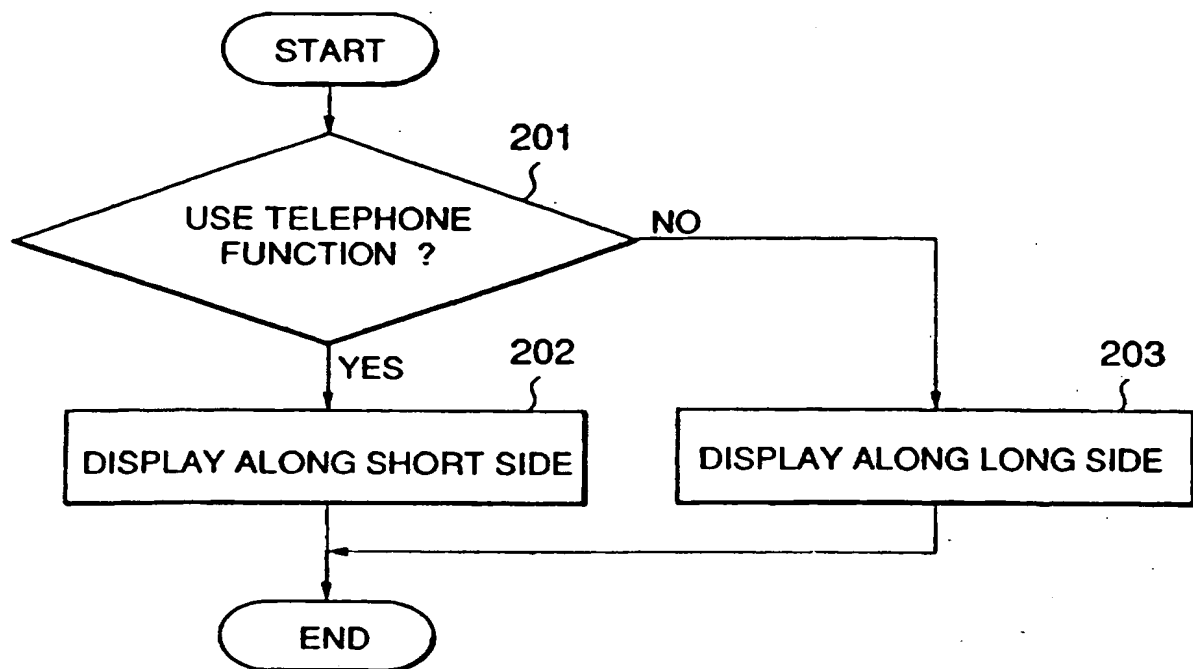 START
201
USE TELEPHONE
FUNCTION ?
NO
YES
202
203
DISPLAY ALONG SHORT SIDE
DISPLAY ALONG LONG SIDE
END